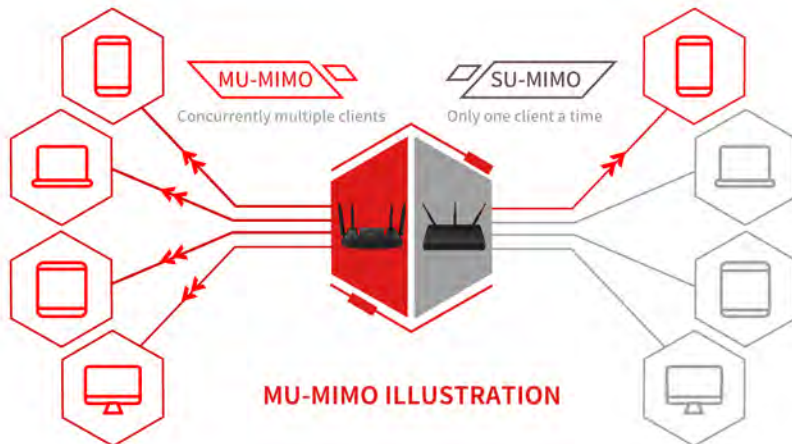 MU-MIMO
Concurrently multiple clients
SU-MIMO
Only one client a time
MU-MIMO ILLUSTRATION